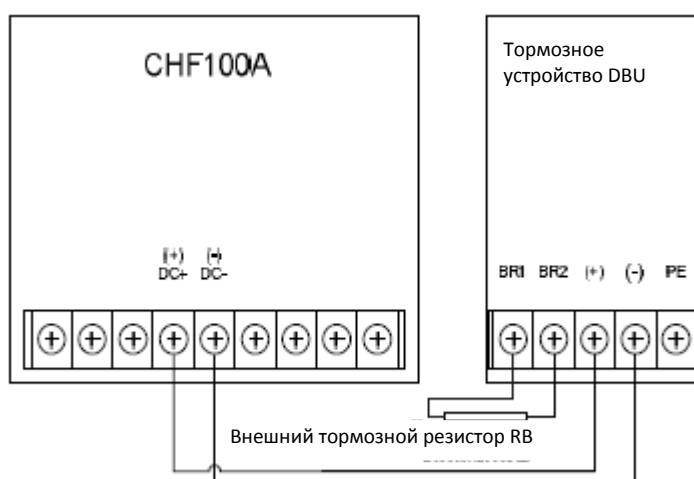 CHF100A
Тормозное
устройство DBU
(+) (-)
DC+ DC-
BR1 BR2 (+) (-) PE
Внешний тормозной резистор RB